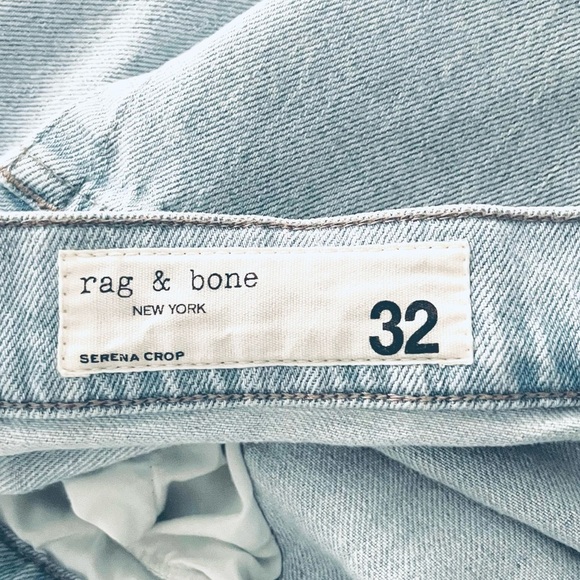 rag & bone
NEW YORK
32
SERENA CROP